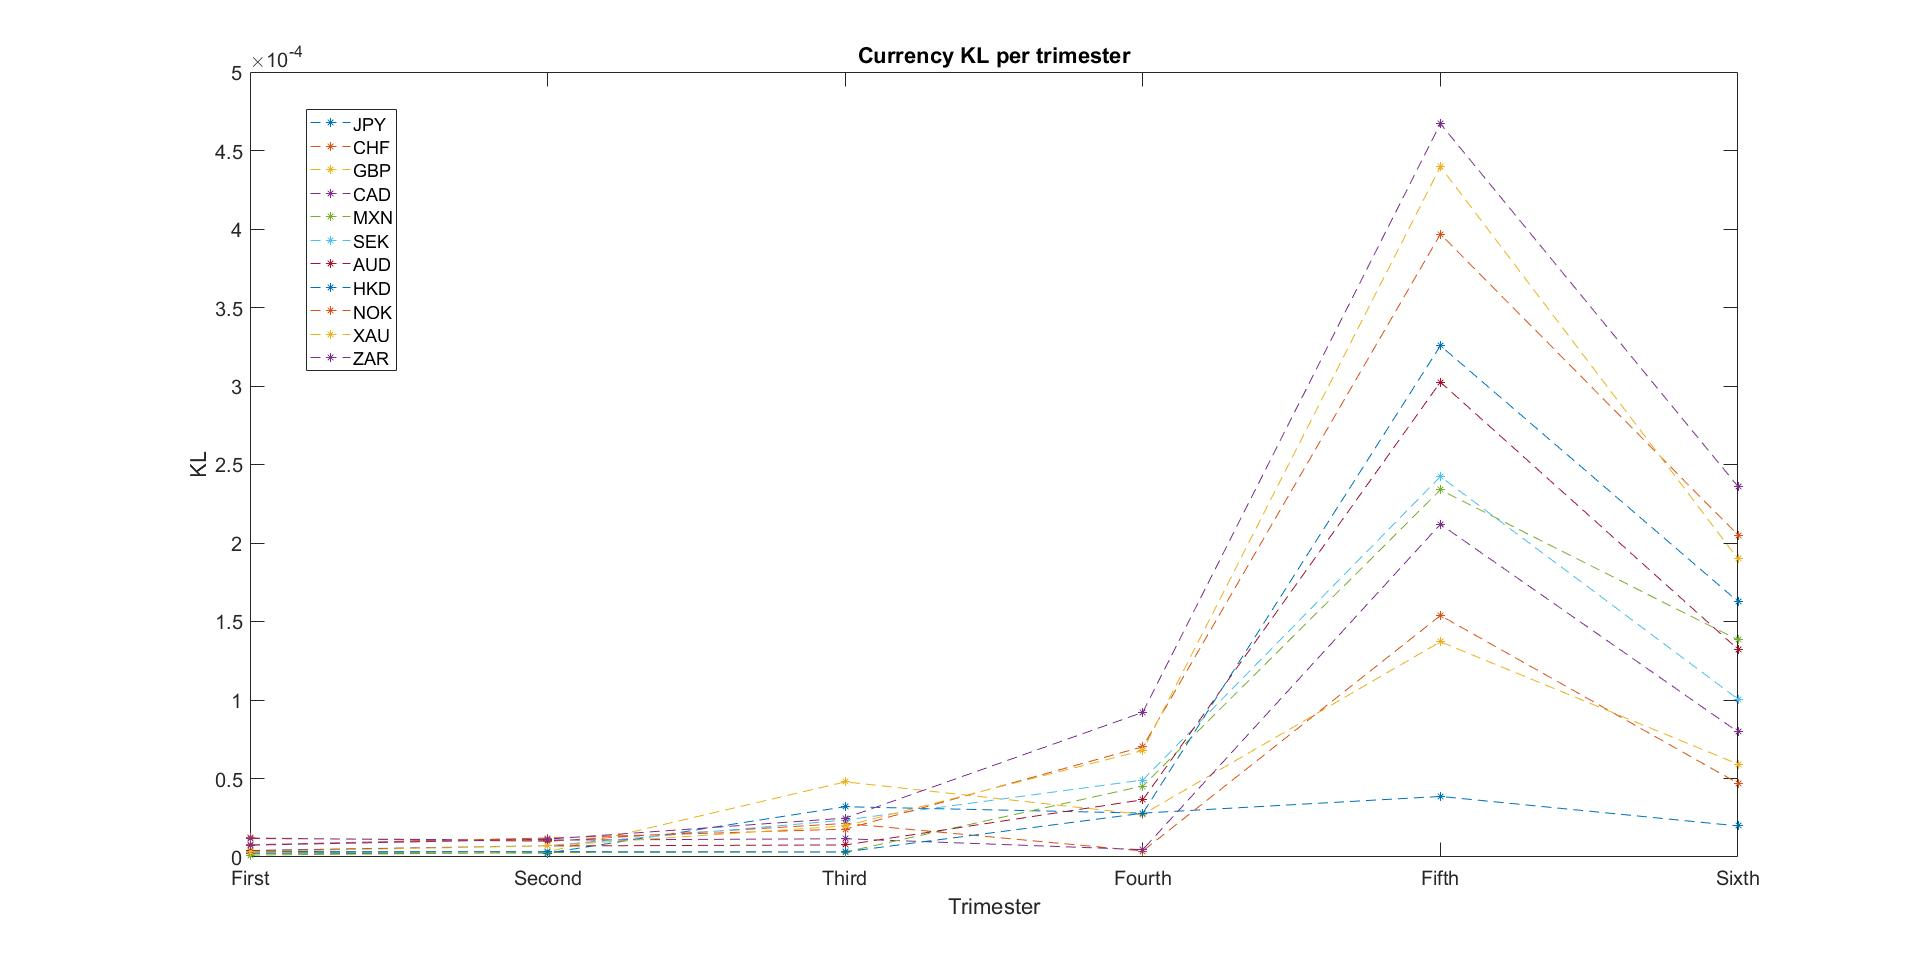 Currency KL per trimester
×10-4
5
4.5
4
3.5
3
2.5
2
1.5
1
0.5
0
KL
JPY
CHF
GBP
CAD
MXN
SEK
AUD
HKD
NOK
XAU
ZAR
First Second Third Fourth Fifth Sixth
Trimester